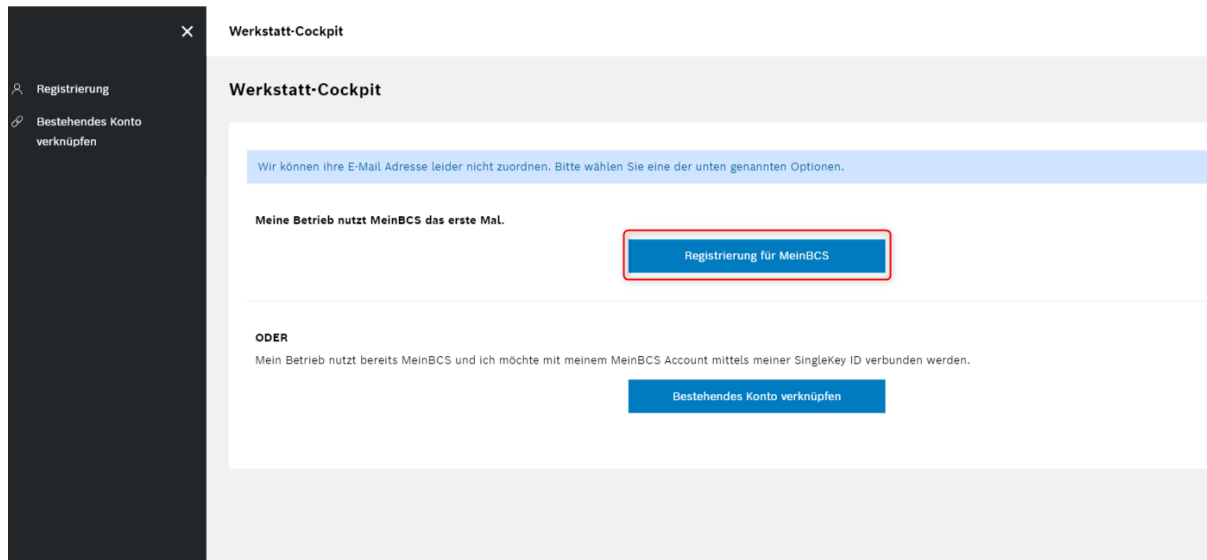 Werkstatt-Cockpit
Registrierung
Bestehendes Konto
verknüpfen
Werkstatt-Cockpit
Wir können ihre E-Mail Adresse leider nicht zuordnen. Bitte wählen Sie eine der unten genannten Optionen.
Meine Betrieb nutzt MeinBCS das erste Mal.
Registrierung für MeinBCS
ODER
Mein Betrieb nutzt bereits MeinBCS und ich möchte mit meinem MeinBCS Account mittels meiner SingleKey ID verbunden werden.
Bestehendes Konto verknüpfen